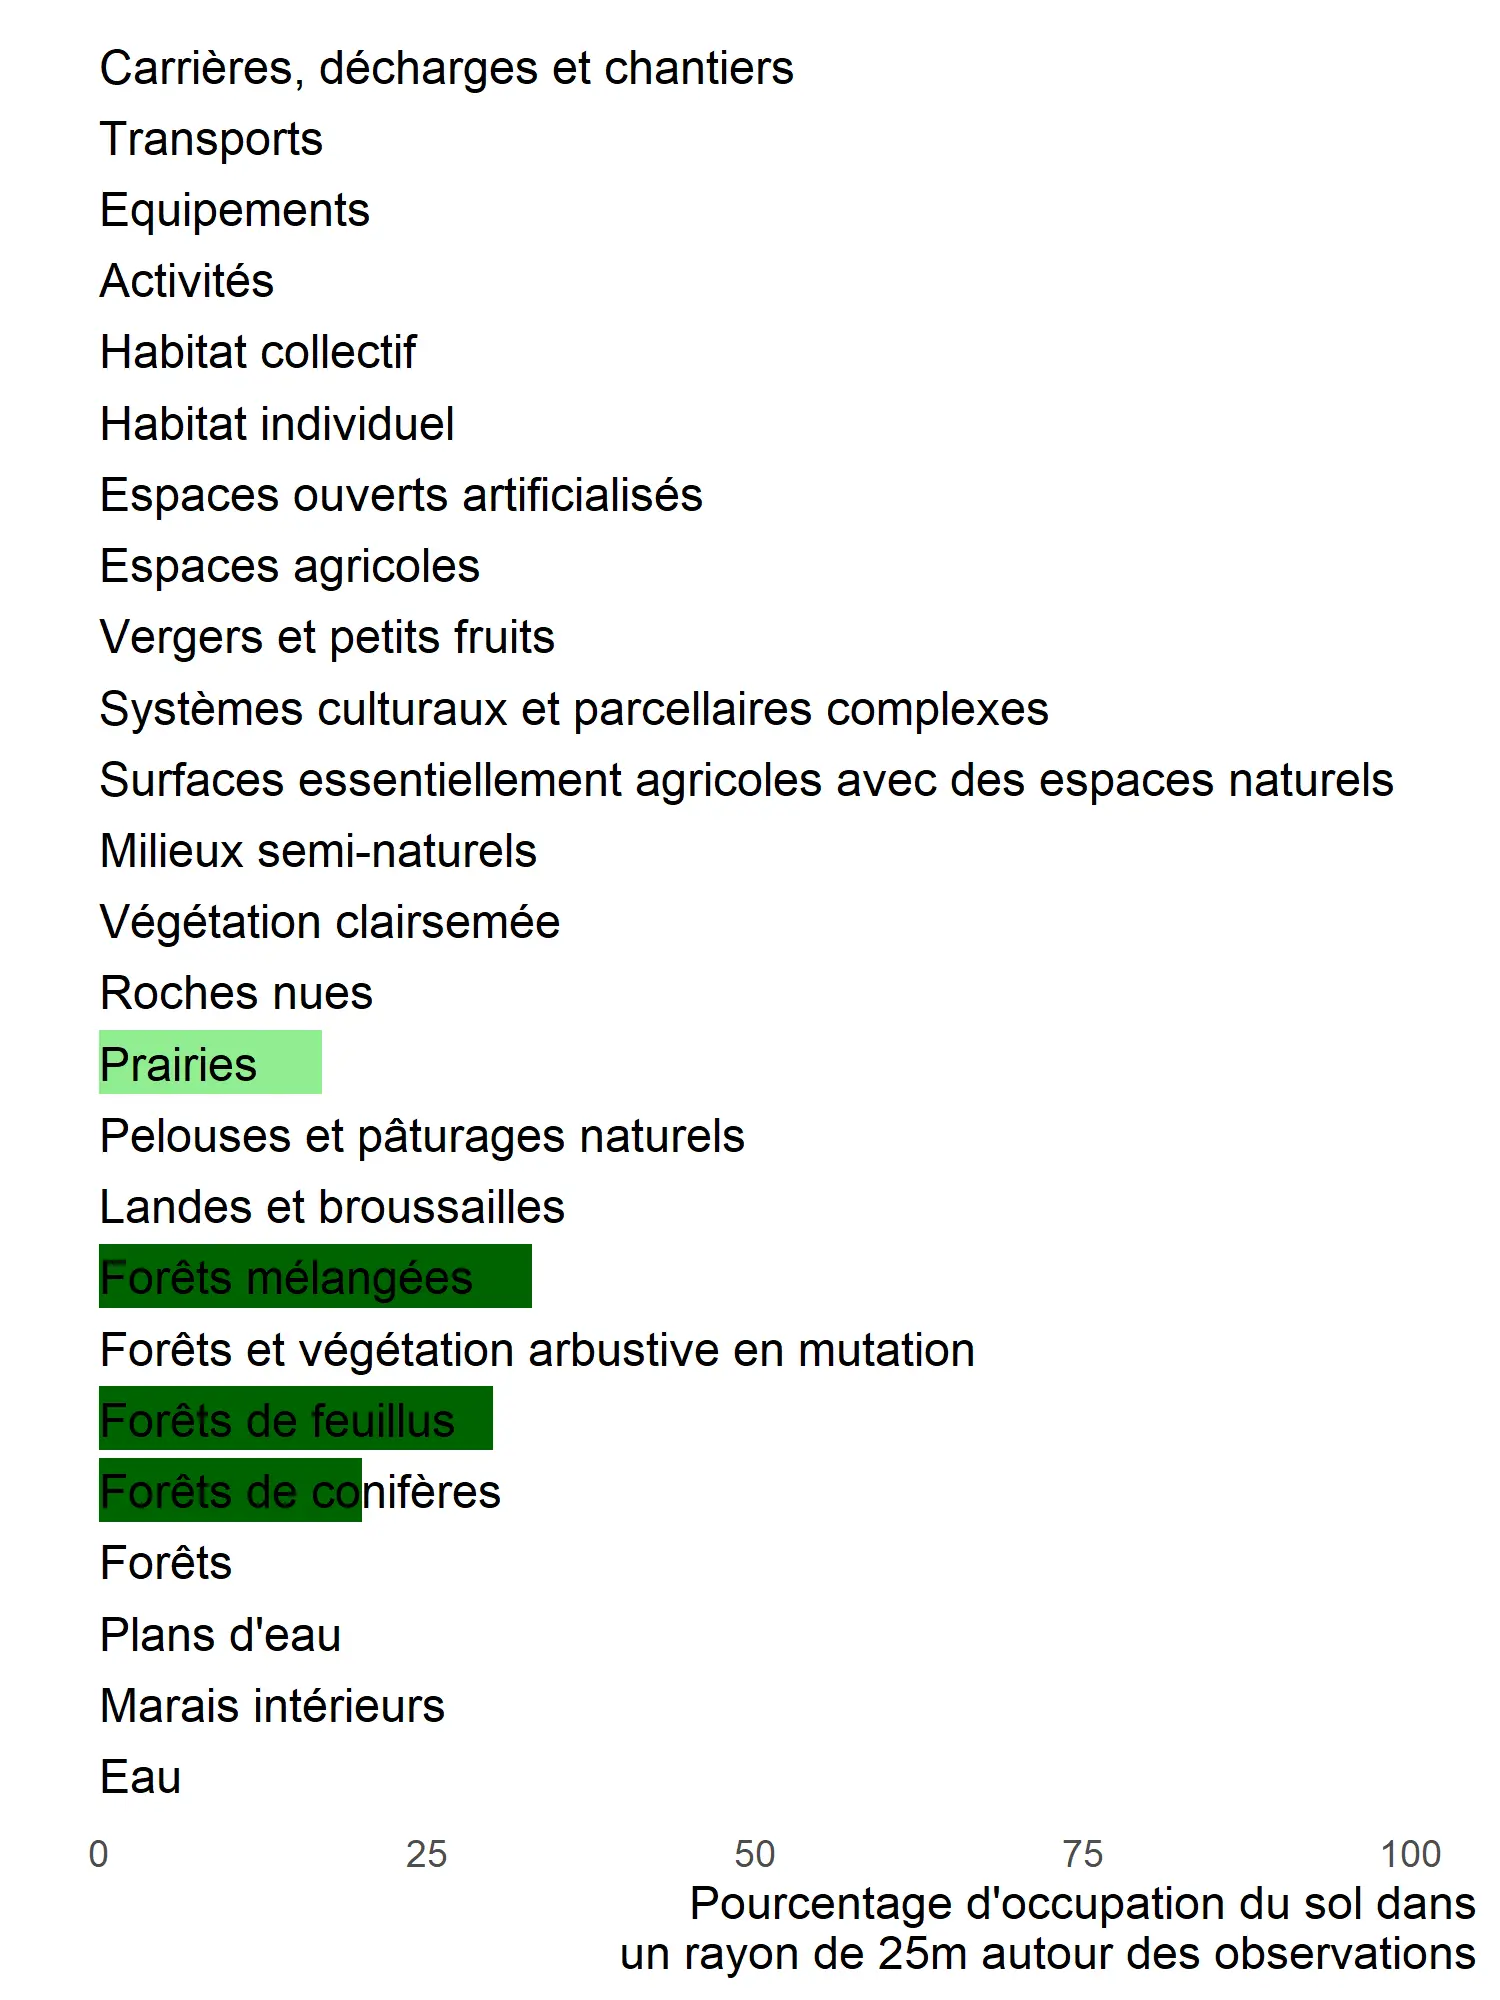 Carrières, décharges et chantiers
Transports
Equipements
Activités
Habitat collectif
Habitat individuel
Espaces ouverts artificialisés
Espaces agricoles
Vergers et petits fruits
Systèmes culturaux et parcellaires complexes
Surfaces essentiellement agricoles avec des espaces naturels
Milieux semi-naturels
Végétation clairsemée
Roches nues
Prairies
Pelouses et pâturages naturels
Landes et broussailles
Forêts mélangées
Forêts et végétation arbustive en mutation
Forêts de feuillus
Forêts de conifères
Forêts
Plans d'eau
Marais intérieurs
Eau
0 25 50 75 100
Pourcentage d'occupation du sol dans
un rayon de 25m autour des observations